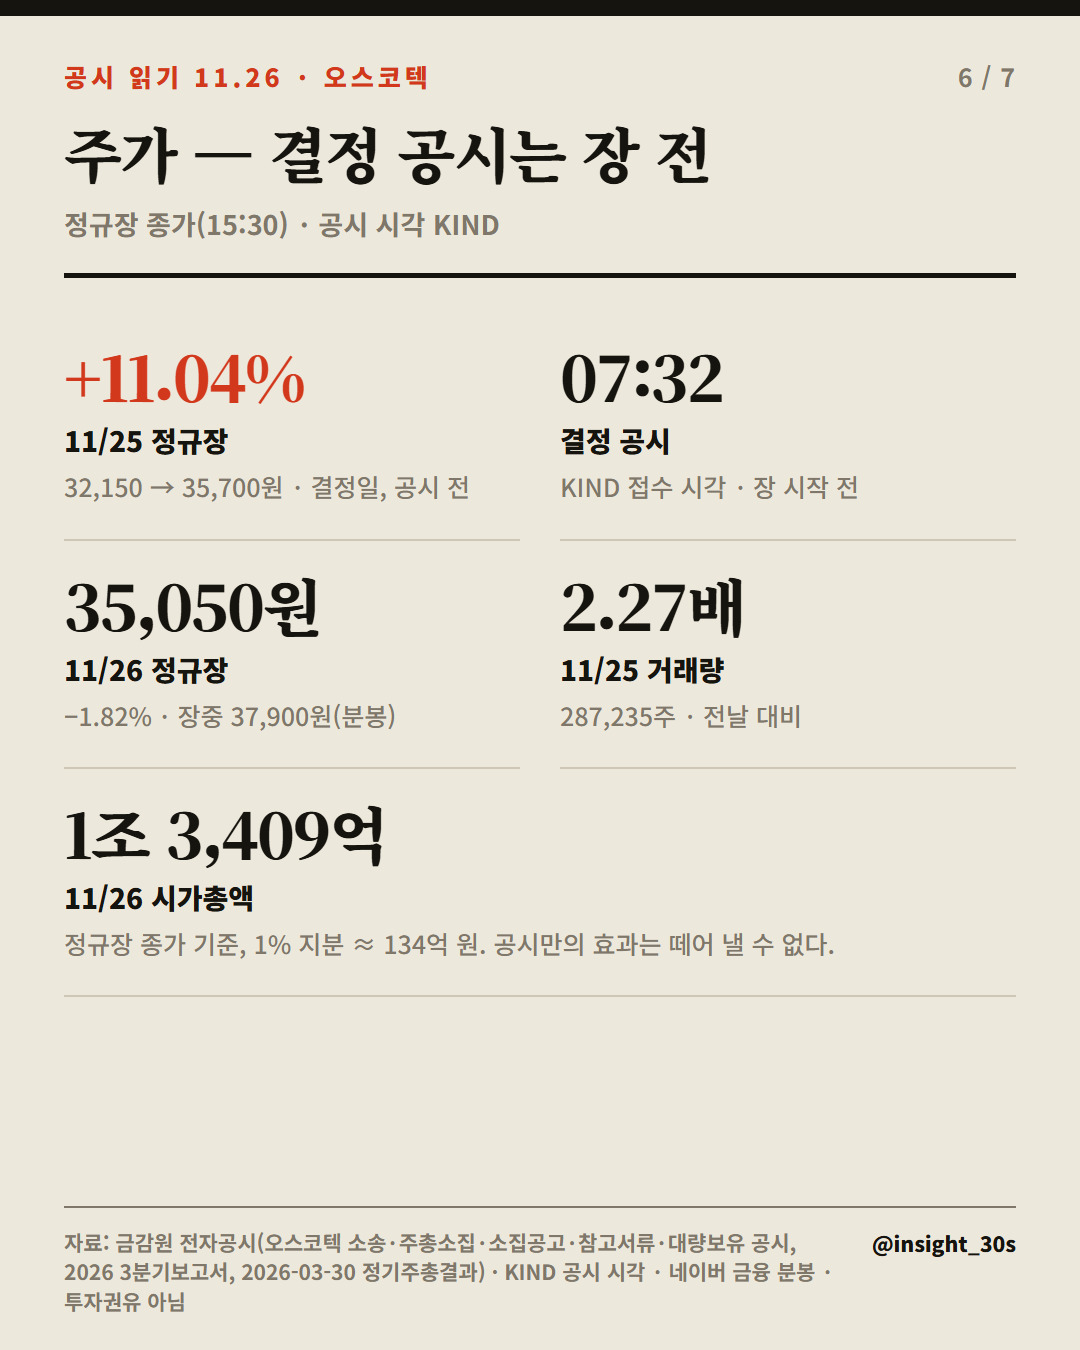 공시 읽기 11.26 · 오스코텍
6 / 7
주가 — 결정 공시는 장 전
정규장 종가(15:30) · 공시 시각 KIND
+11.04%
11/25 정규장
32,150 → 35,700원 · 결정일, 공시 전
07:32
결정 공시
KIND 접수 시각 · 장 시작 전
35,050원
11/26 정규장
−1.82% · 장중 37,900원(분봉)
2.27배
11/25 거래량
287,235주 · 전날 대비
1조 3,409억
11/26 시가총액
정규장 종가 기준, 1% 지분 ≈ 134억 원. 공시만의 효과는 떼어 낼 수 없다.
자료: 금감원 전자공시(오스코텍 소송·주총소집·소집공고·참고서류·대량보유 공시,
2026 3분기보고서, 2026-03-30 정기주총결과) · KIND 공시 시각 · 네이버 금융 분봉 ·
투자권유 아님
@insight_30s